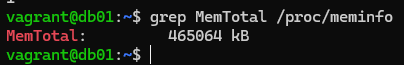 vagrant@db01:~$ grep MemTotal /proc/meminfo
MemTotal:         465064 kB
vagrant@db01:~$